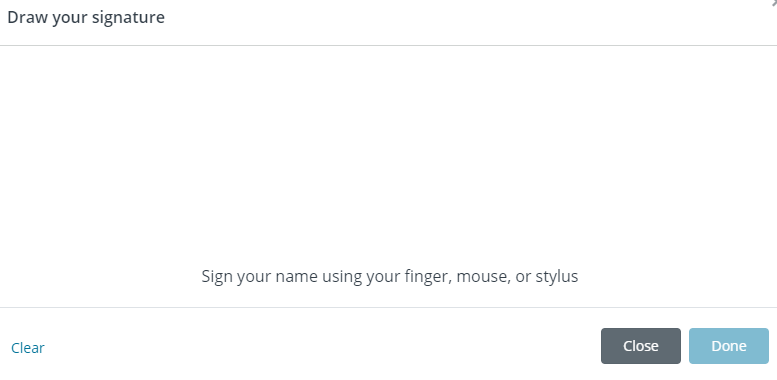 Draw your signature
Sign your name using your finger, mouse, or stylus
Clear
Close
Done